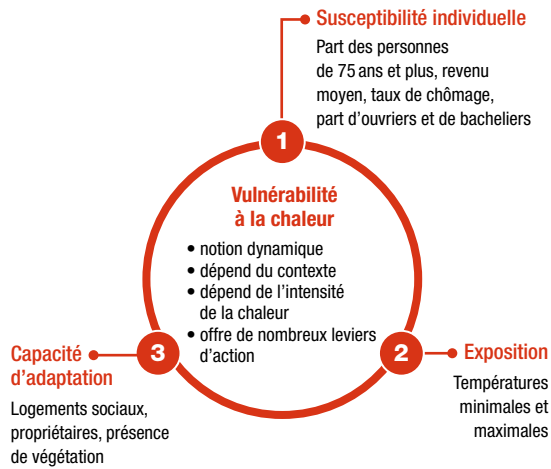 Susceptibilité individuelle
Part des personnes
de 75 ans et plus, revenu
moyen, taux de chômage,
part d'ouvriers et de bacheliers
1
Vulnérabilité
à la chaleur
• notion dynamique
• dépend du contexte
• dépend de l'intensité
de la chaleur
• offre de nombreux leviers
d'action
2
Exposition
Températures
minimales et
maximales
3
Capacité
d'adaptation
Logements sociaux,
propriétaires, présence
de végétation